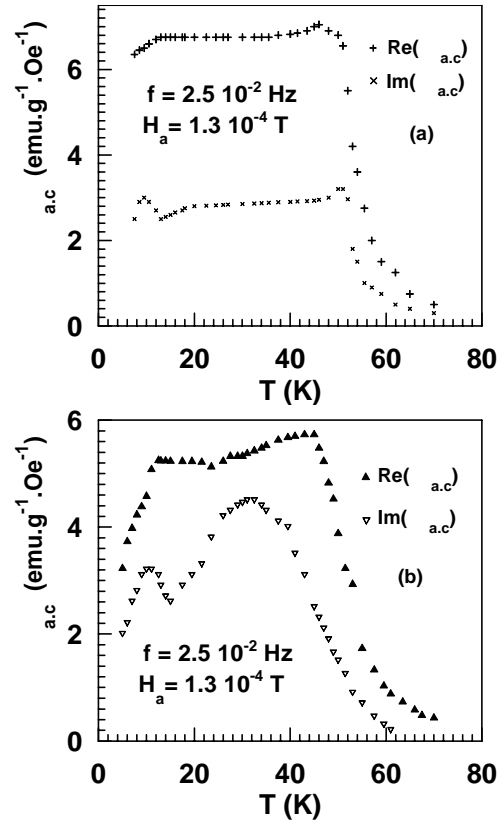 6
4
2
0
a.c (emu.g⁻¹.Oe⁻¹)
+ Re( a.c)
× Im( a.c)
f = 2.5 10⁻² Hz
Hₐ = 1.3 10⁻⁴ T
(a)
0 20 40 60 80
T (K)
6
4
2
0
a.c (emu.g⁻¹.Oe⁻¹)
▲ Re( a.c)
▽ Im( a.c)
(b)
f = 2.5 10⁻² Hz
Hₐ = 1.3 10⁻⁴ T
0 20 40 60 80
T (K)